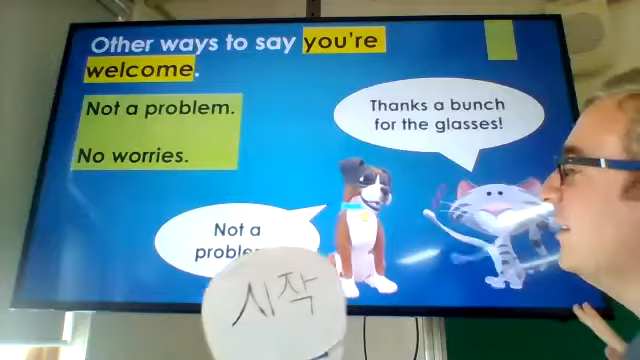 Other ways to say you're
welcome.
Not a problem.
No worries.
Thanks a bunch
for the glasses!
Not a
시작